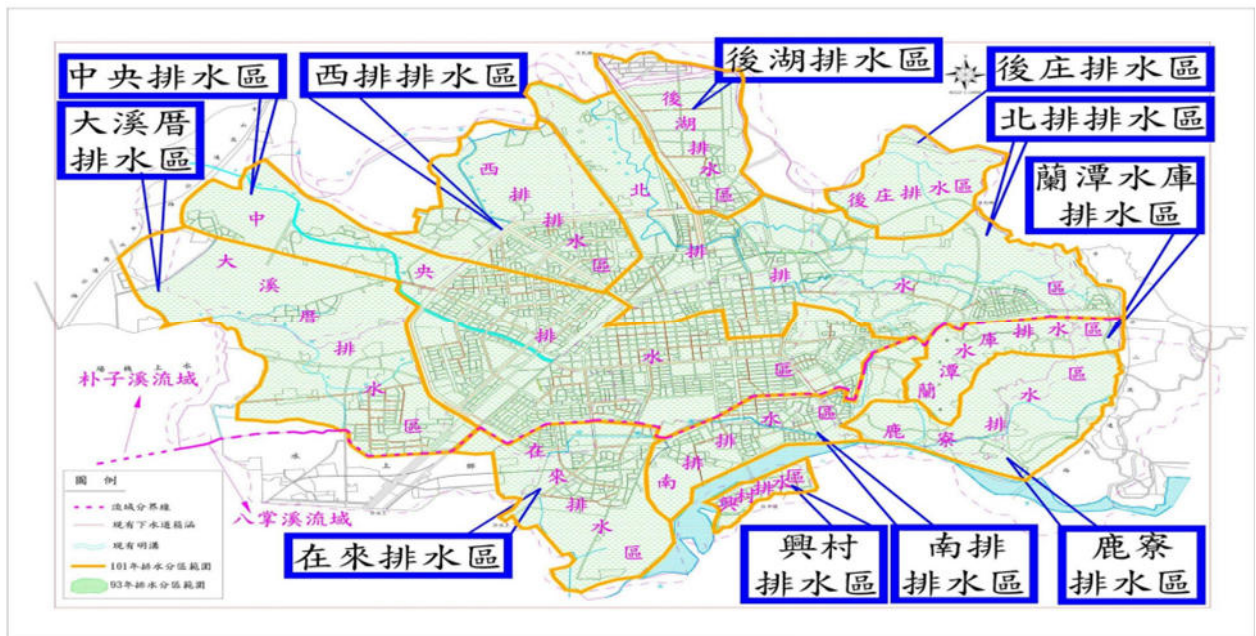 中央排水區
西排排水區
後湖排水區
後庄排水區
大溪厝
排水區
北排排水區
蘭潭水庫
排水區
後湖排水區
西排排水區
北排排水區
後庄排水區
中央排水區
大溪厝排水區
蘭潭水庫排水區
鹿寮排水區
南排水區
興村排水區
在來排水區
朴子溪流域
八掌溪流域
水上鄉
圖 例
流域分界線
現有下水道箱涵
現有明溝
101年排水分區範圍
93年排水分區範圍
在來排水區
興村
排水區
南排
排水區
鹿寮
排水區